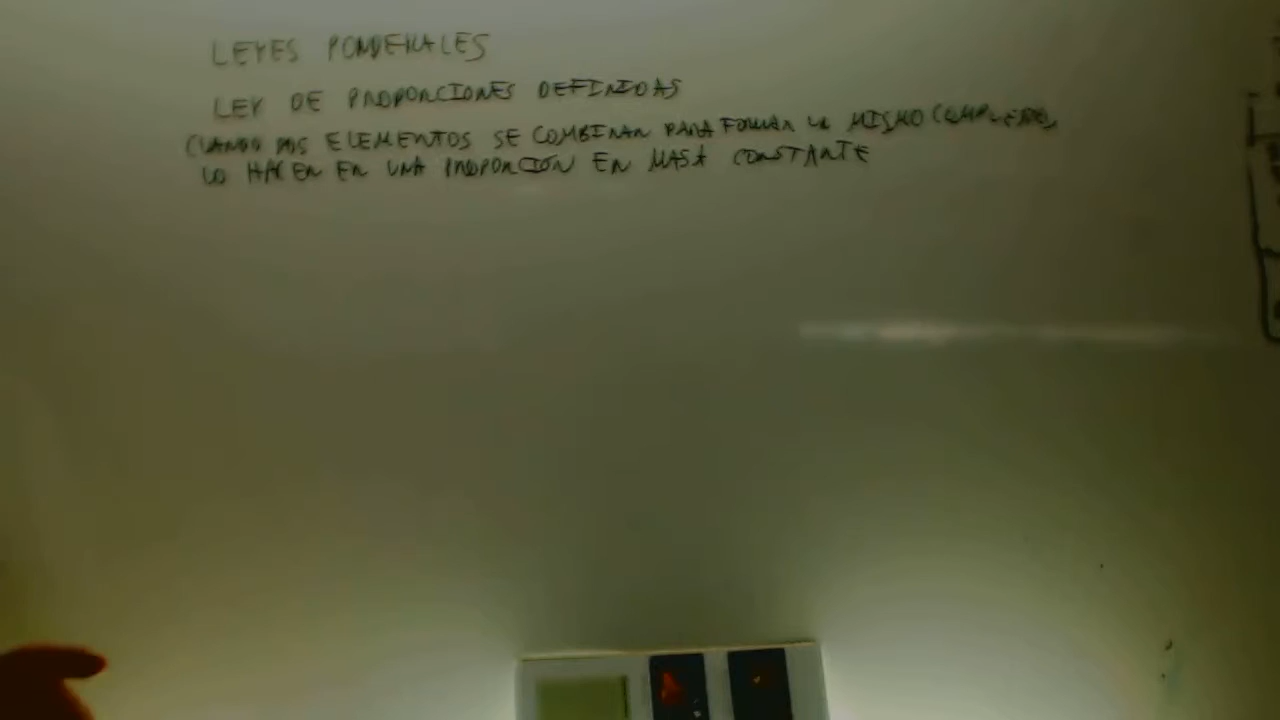 LEYES PONDERALES
LEY DE PROPORCIONES DEFINIDAS
CUANDO DOS ELEMENTOS SE COMBINAN PARA FORMAR UN MISMO COMPUESTO,
LO HACEN EN UNA PROPORCION EN MASA CONSTANTE